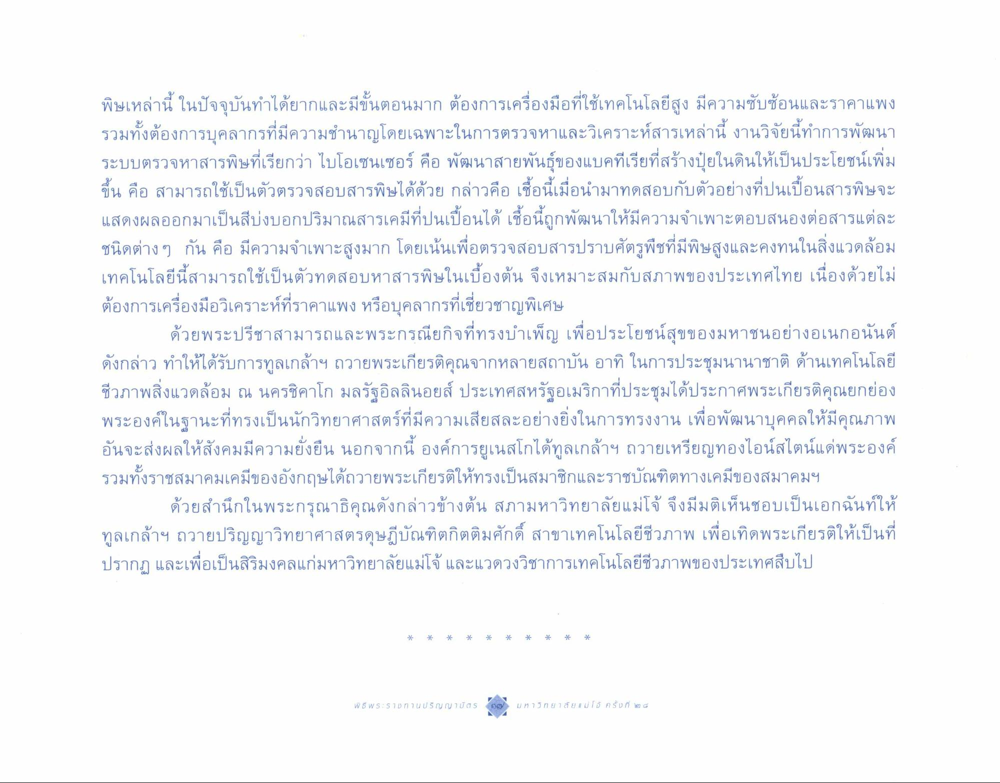 พิษเหล่านี้ ในปัจจุบันทำได้ยากและมีขั้นตอนมาก ต้องการเครื่องมือที่ใช้เทคโนโลยีสูง มีความซับซ้อนและราคาแพง
รวมทั้งต้องการบุคลากรที่มีความชำนาญโดยเฉพาะในการตรวจหาและวิเคราะห์สารเหล่านี้ งานวิจัยนี้ทำการพัฒนา
ระบบตรวจหาสารพิษที่เรียกว่า ไบโอเซนเซอร์ คือ พัฒนาสายพันธุ์ของแบคทีเรียที่สร้างปุ๋ยในดินให้เป็นประโยชน์เพิ่ม
ขึ้น คือ สามารถใช้เป็นตัวตรวจสอบสารพิษได้ด้วย กล่าวคือ เชื้อนี้เมื่อนำมาทดสอบกับตัวอย่างที่ปนเปื้อนสารพิษจะ
แสดงผลออกมาเป็นสีบ่งบอกปริมาณสารเคมีที่ปนเปื้อนได้ เชื้อนี้ถูกพัฒนาให้มีความจำเพาะตอบสนองต่อสารแต่ละ
ชนิดต่างๆ กัน คือ มีความจำเพาะสูงมาก โดยเน้นเพื่อตรวจสอบสารปราบศัตรูพืชที่มีพิษสูงและคงทนในสิ่งแวดล้อม
เทคโนโลยีนี้สามารถใช้เป็นตัวทดสอบหาสารพิษในเบื้องต้น จึงเหมาะสมกับสภาพของประเทศไทย เนื่องด้วยไม่
ต้องการเครื่องมือวิเคราะห์ที่ราคาแพง หรือบุคลากรที่เชี่ยวชาญพิเศษ
ด้วยพระปรีชาสามารถและพระกรณียกิจที่ทรงบำเพ็ญ เพื่อประโยชน์สุขของมหาชนอย่างอเนกอนันต์
ดังกล่าว ทำให้ได้รับการทูลเกล้าฯ ถวายพระเกียรติคุณจากหลายสถาบัน อาทิ ในการประชุมนานาชาติ ด้านเทคโนโลยี
ชีวภาพสิ่งแวดล้อม ณ นครชิคาโก มลรัฐอิลลินอยส์ ประเทศสหรัฐอเมริกาที่ประชุมได้ประกาศพระเกียรติคุณยกย่อง
พระองค์ในฐานะที่ทรงเป็นนักวิทยาศาสตร์ที่มีความเสียสละอย่างยิ่งในการทรงงาน เพื่อพัฒนาบุคคลให้มีคุณภาพ
อันจะส่งผลให้สังคมมีความยั่งยืน นอกจากนี้ องค์การยูเนสโกได้ทูลเกล้าฯ ถวายเหรียญทองไอน์สไตน์แด่พระองค์
รวมทั้งราชสมาคมเคมีของอังกฤษได้ถวายพระเกียรติให้ทรงเป็นสมาชิกและราชบัณฑิตทางเคมีของสมาคมฯ
ด้วยสำนึกในพระกรุณาธิคุณดังกล่าวข้างต้น สภามหาวิทยาลัยแม่โจ้ จึงมีมติเห็นชอบเป็นเอกฉันท์ให้
ทูลเกล้าฯ ถวายปริญญาวิทยาศาสตรดุษฎีบัณฑิตกิตติมศักดิ์ สาขาเทคโนโลยีชีวภาพ เพื่อเทิดพระเกียรติให้เป็นที่
ปรากฏ และเพื่อเป็นสิริมงคลแก่มหาวิทยาลัยแม่โจ้ และแวดวงวิชาการเทคโนโลยีชีวภาพของประเทศสืบไป
* * * * * * * * * *
พิธีพระราชทานปริญญาบัตร ๑๗ มหาวิทยาลัยแม่โจ้ ครั้งที่ ๒๘